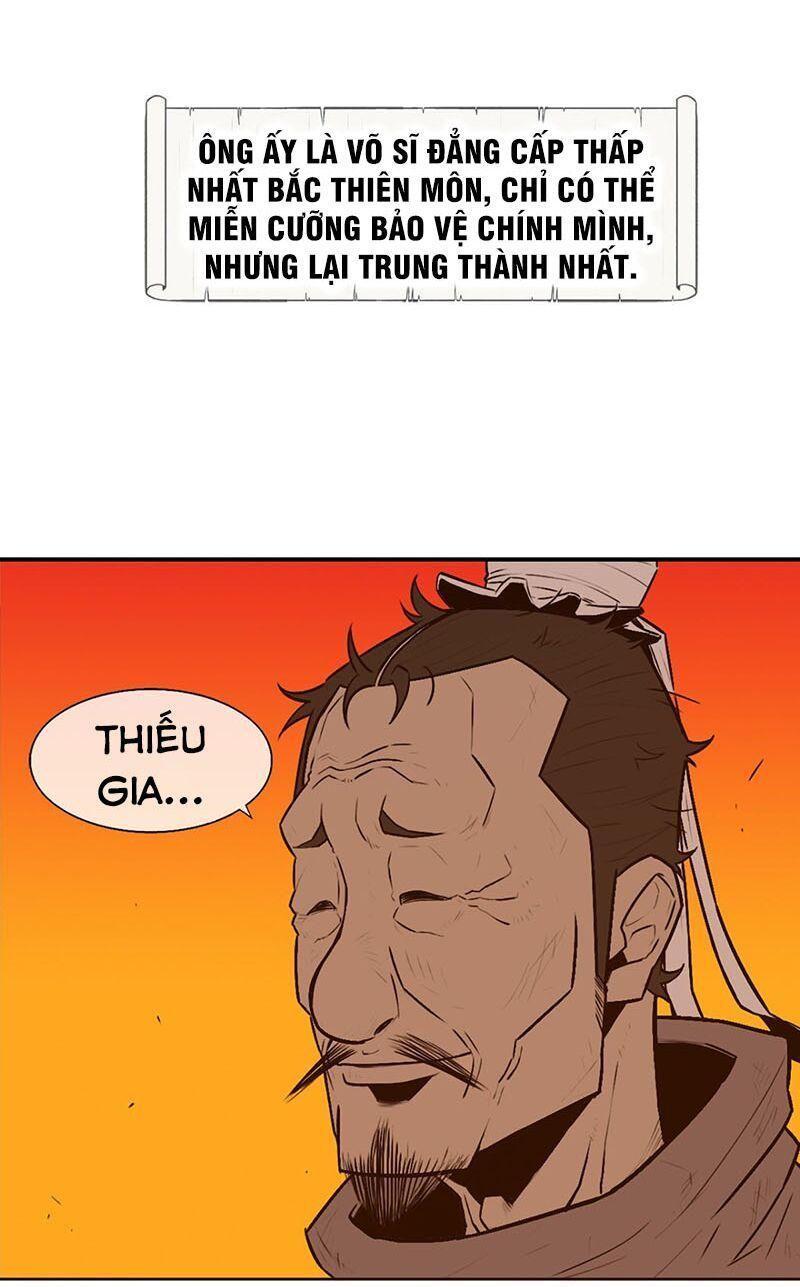 ÔNG ẤY LÀ VÕ SĨ ĐẲNG CẤP THẤP
NHẤT BẮC THIÊN MÔN, CHỈ CÓ THỂ
MIỄN CƯỠNG BẢO VỆ CHÍNH MÌNH,
NHƯNG LẠI TRUNG THÀNH NHẤT.
THIẾU
GIA...